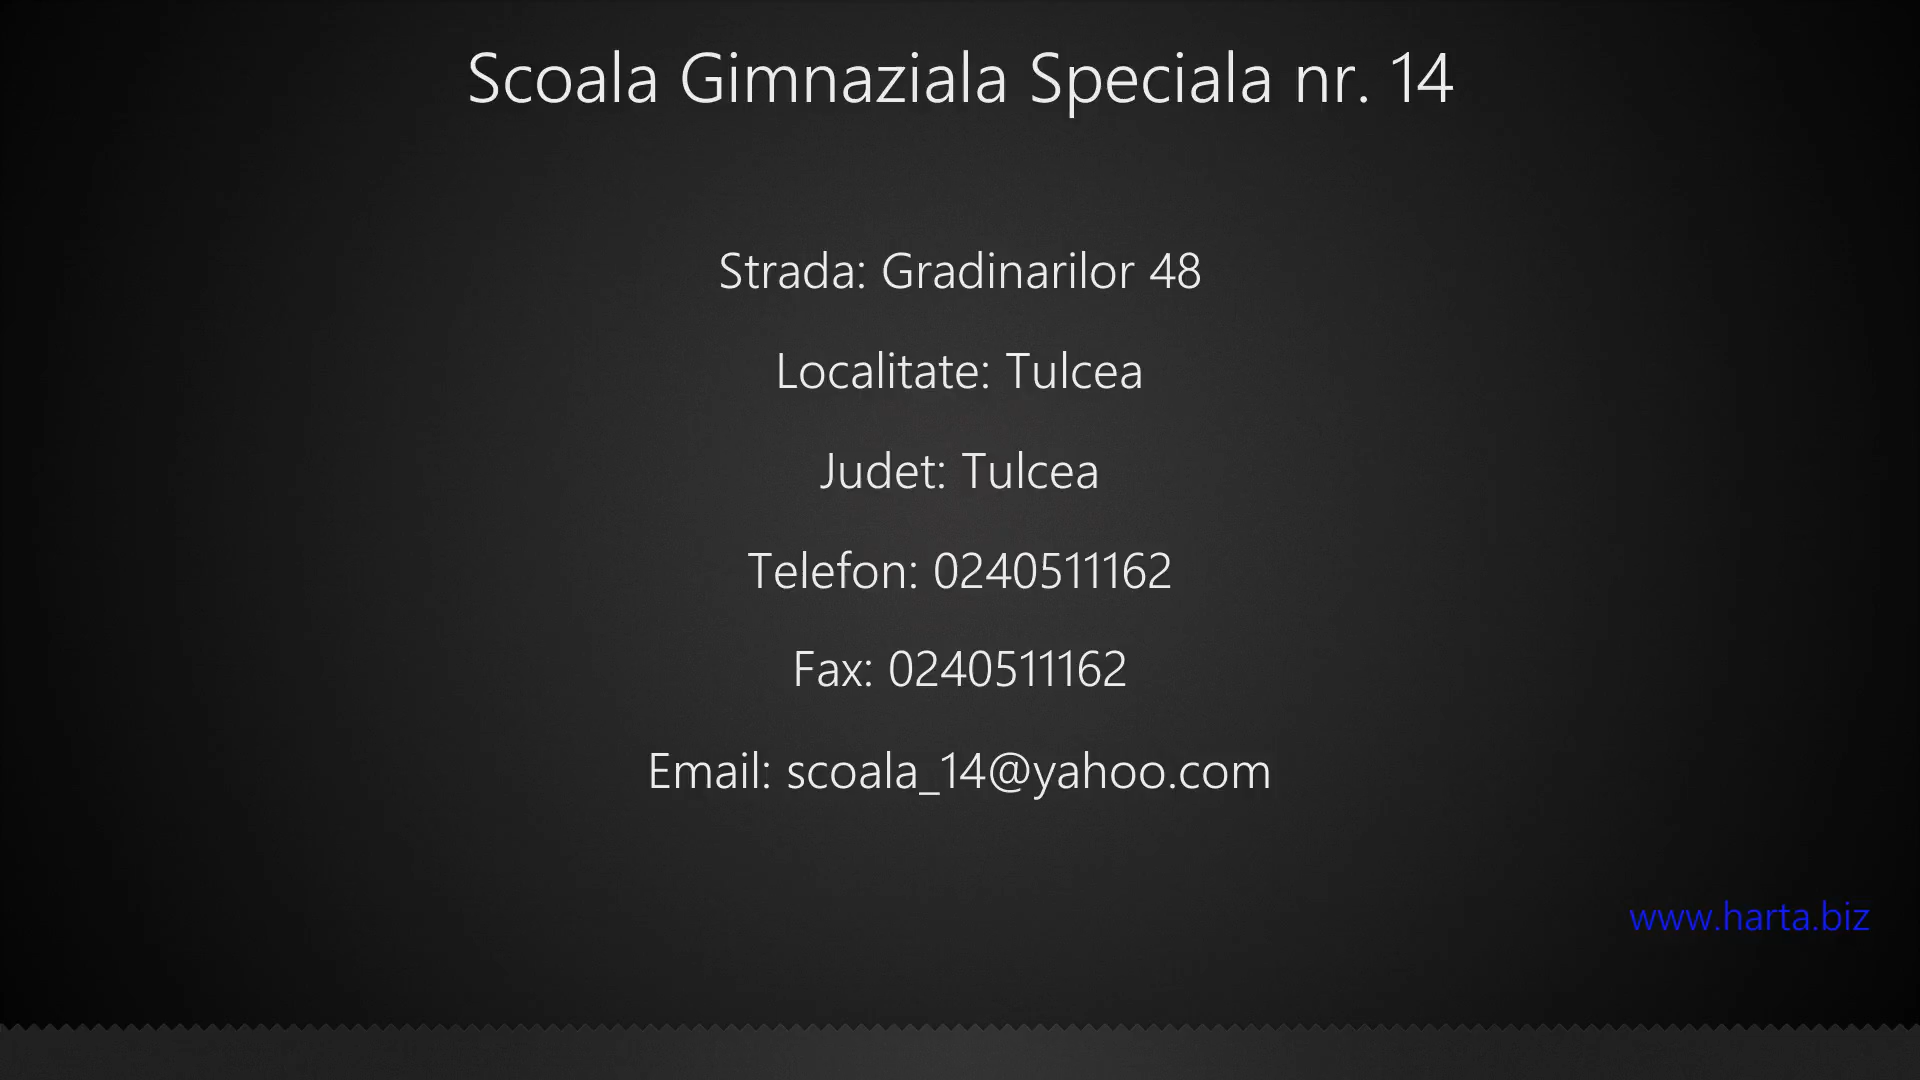 Scoala Gimnaziala Speciala nr. 14
Strada: Gradinarilor 48
Localitate: Tulcea
Judet: Tulcea
Telefon: 0240511162
Fax: 0240511162
Email: scoala_14@yahoo.com
www.harta.biz